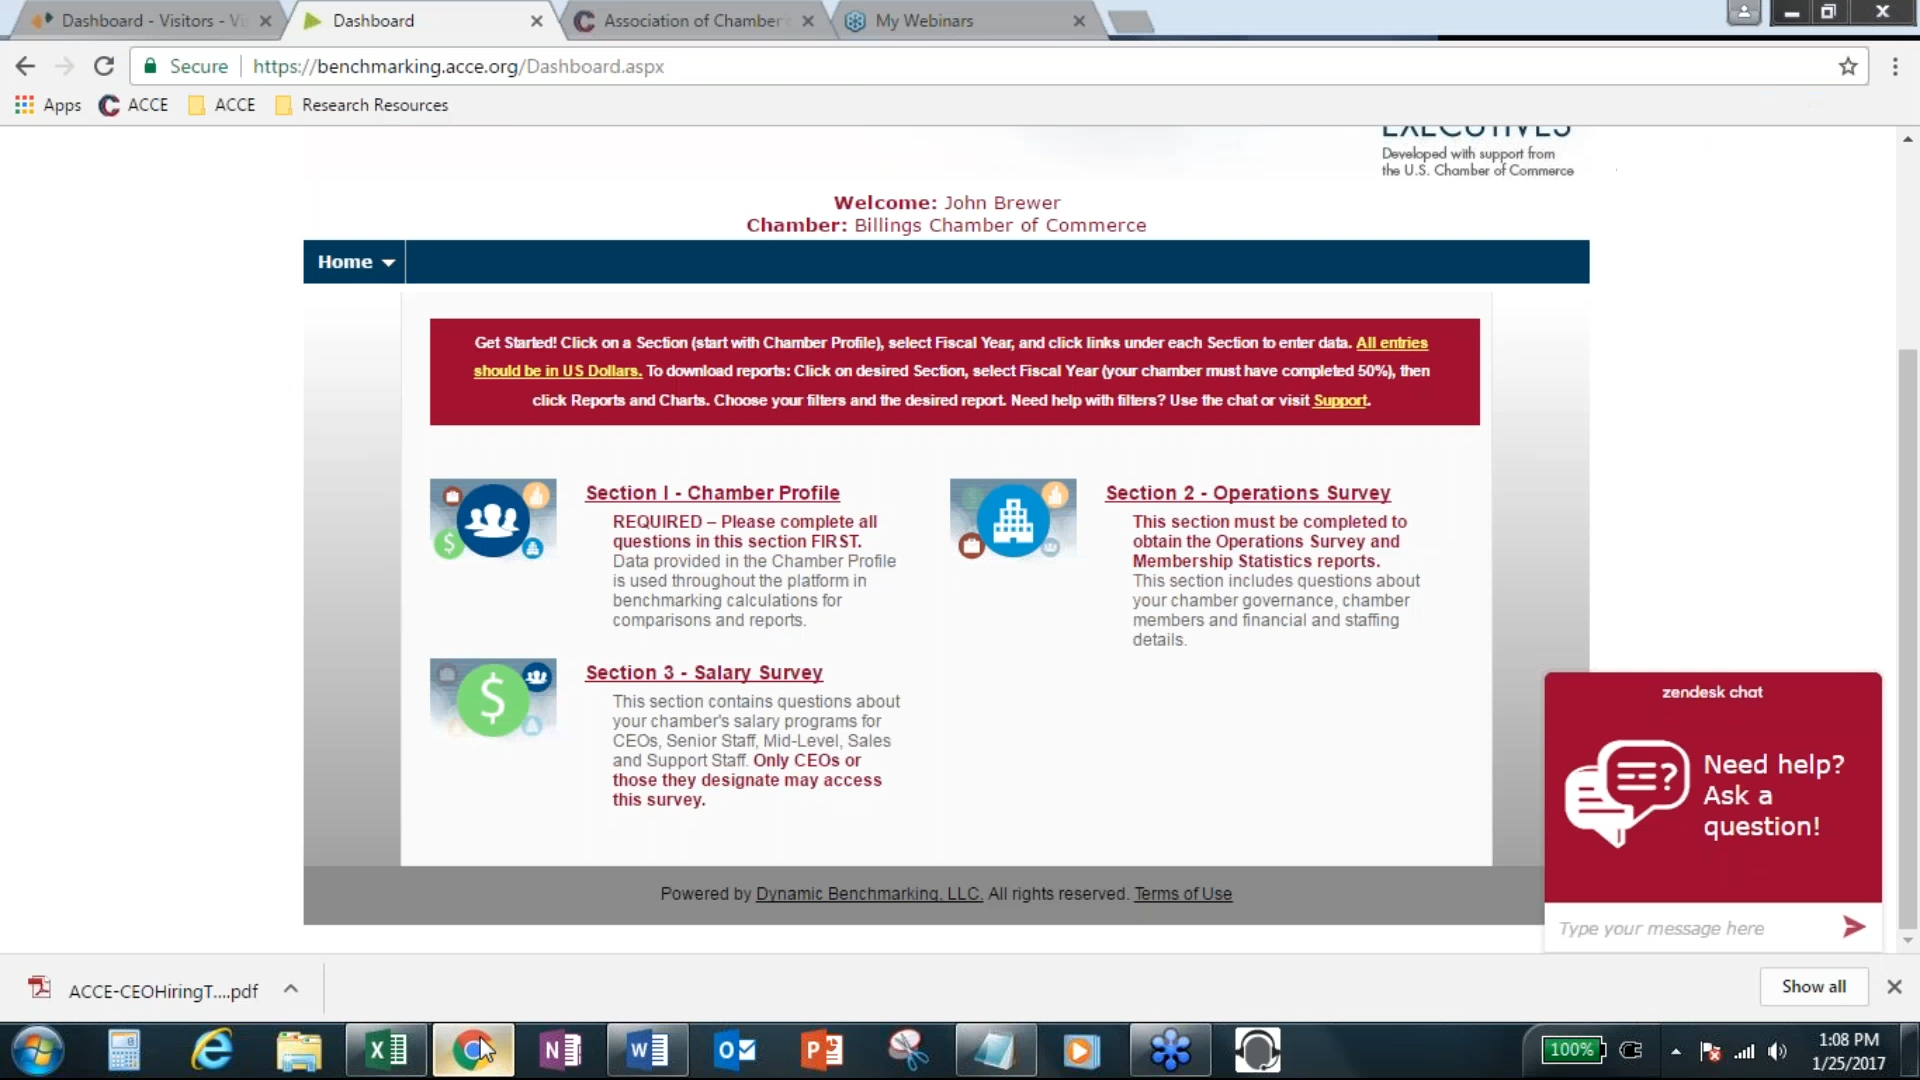 Dashboard - Visitors - Vi
Dashboard
Association of Chamber
My Webinars
Secure
https://benchmarking.acce.org/Dashboard.aspx
Apps
ACCE
ACCE
Research Resources
EXECUTIVES
Developed with support from
the U.S. Chamber of Commerce
Welcome: John Brewer
Chamber: Billings Chamber of Commerce
Home
Get Started! Click on a Section (start with Chamber Profile), select Fiscal Year, and click links under each Section to enter data. All entries
should be in US Dollars. To download reports: Click on desired Section, select Fiscal Year (your chamber must have completed 50%), then
click Reports and Charts. Choose your filters and the desired report. Need help with filters? Use the chat or visit Support.
Section I - Chamber Profile
REQUIRED – Please complete all
questions in this section FIRST.
Data provided in the Chamber Profile
is used throughout the platform in
benchmarking calculations for
comparisons and reports.
Section 2 - Operations Survey
This section must be completed to
obtain the Operations Survey and
Membership Statistics reports.
This section includes questions about
your chamber governance, chamber
members and financial and staffing
details.
Section 3 - Salary Survey
This section contains questions about
your chamber's salary programs for
CEOs, Senior Staff, Mid-Level, Sales
and Support Staff. Only CEOs or
those they designate may access
this survey.
zendesk chat
Need help?
Ask a
question!
Type your message here
Powered by Dynamic Benchmarking, LLC. All rights reserved. Terms of Use
ACCE-CEOHiringT....pdf
Show all
100%
1:08 PM
1/25/2017